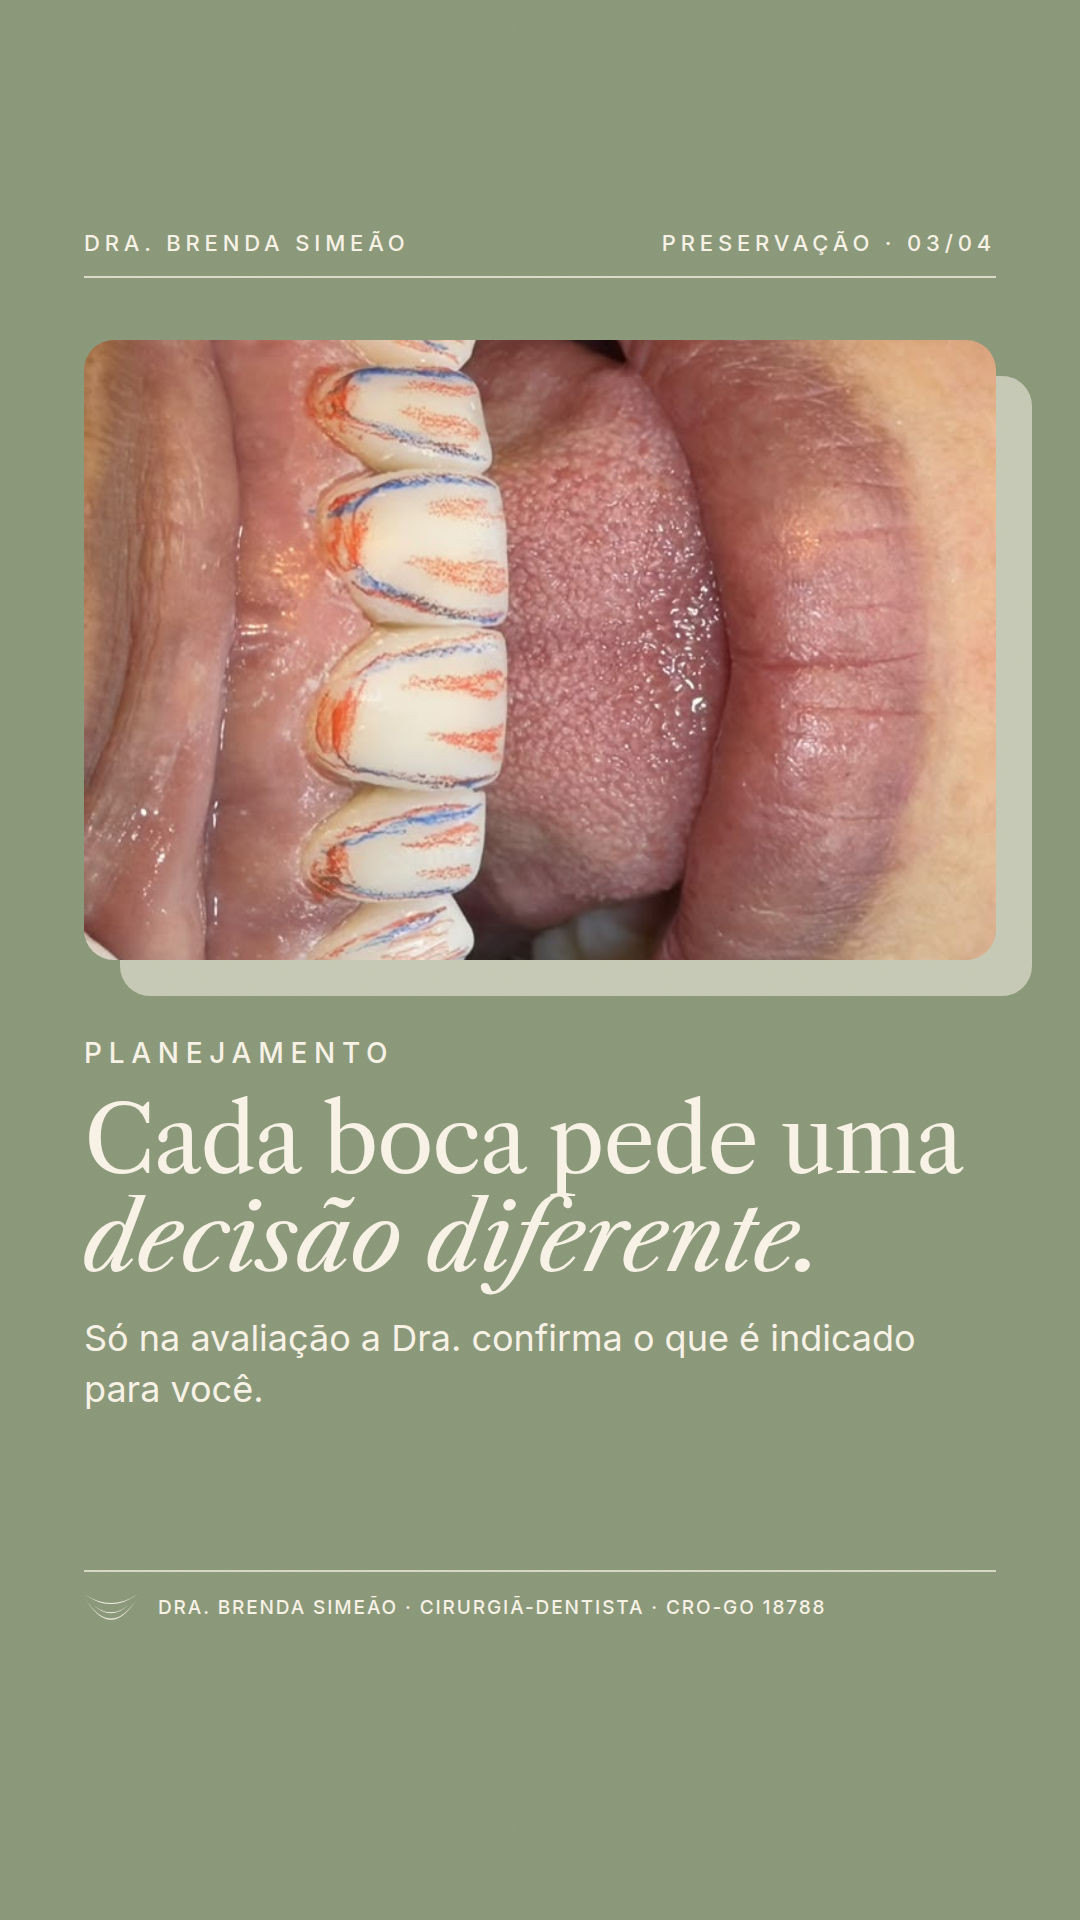 DRA. BRENDA SIMEÃO
PRESERVAÇÃO · 03/04
PLANEJAMENTO
Cada boca pede uma
decisão diferente.
Só na avaliação a Dra. confirma o que é indicado
para você.
DRA. BRENDA SIMEÃO · CIRURGIÃ-DENTISTA · CRO-GO 18788